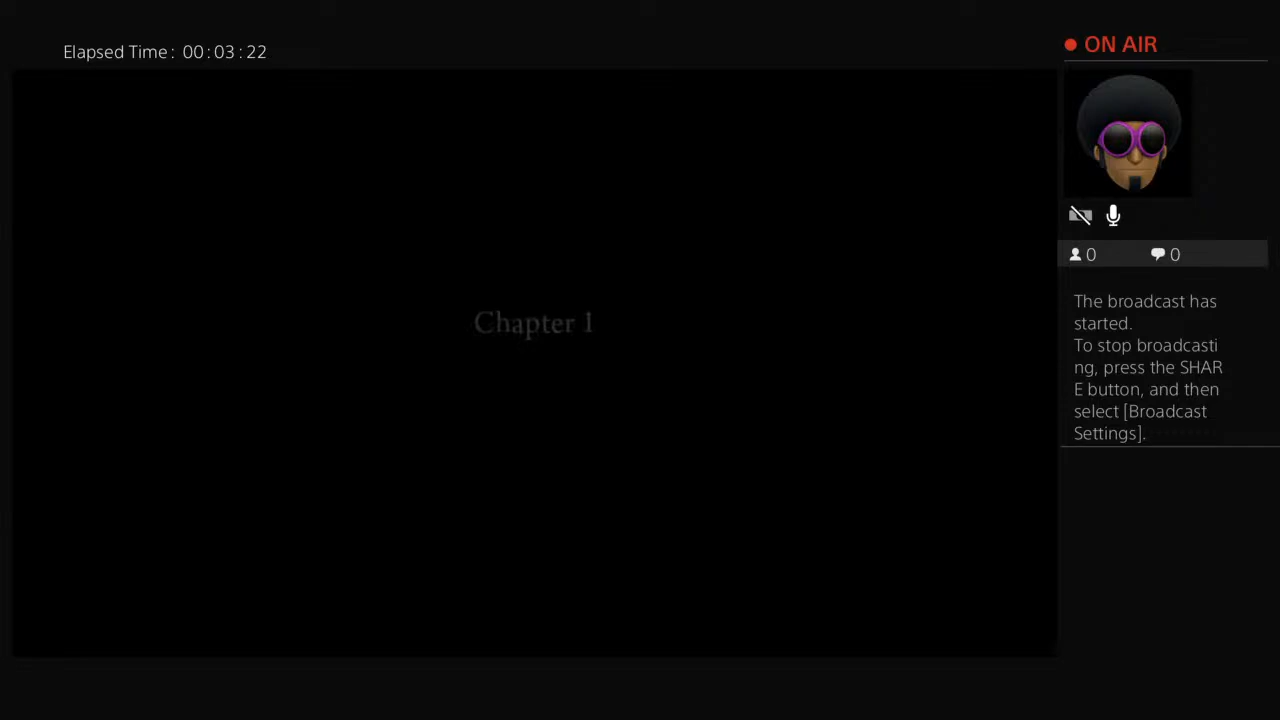 Elapsed Time: 00:03:22
ON AIR
Chapter 1
0 0
The broadcast has
started.
To stop broadcasti
ng, press the SHAR
E button, and then
select [Broadcast
Settings].